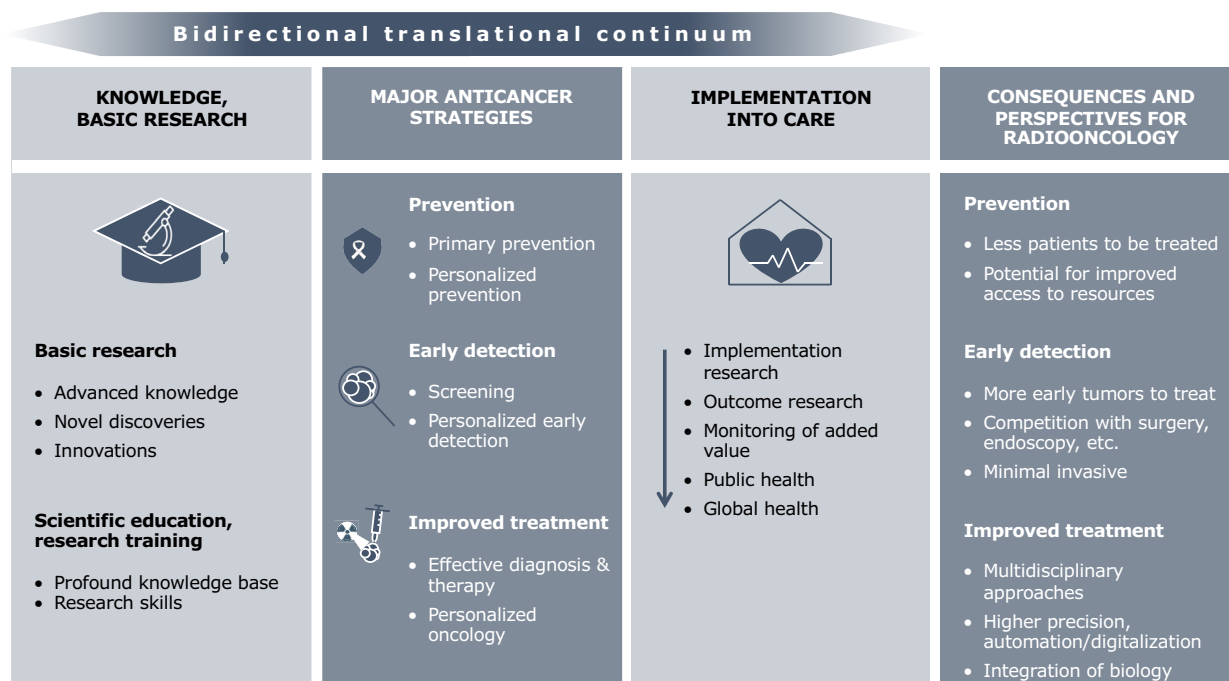 Bidirectional translational continuum
KNOWLEDGE,
BASIC RESEARCH
Basic research
• Advanced knowledge
• Novel discoveries
• Innovations
Scientific education,
research training
• Profound knowledge base
• Research skills
MAJOR ANTICANCER
STRATEGIES
Prevention
• Primary prevention
• Personalized
prevention
Early detection
• Screening
• Personalized early
detection
Improved treatment
• Effective diagnosis &
therapy
• Personalized
oncology
IMPLEMENTATION
INTO CARE
• Implementation
research
• Outcome research
• Monitoring of added
value
• Public health
• Global health
CONSEQUENCES AND
PERSPECTIVES FOR
RADIOONCOLOGY
Prevention
• Less patients to be treated
• Potential for improved
access to resources
Early detection
• More early tumors to treat
• Competition with surgery,
endoscopy, etc.
• Minimal invasive
Improved treatment
• Multidisciplinary
approaches
• Higher precision,
automation/digitalization
• Integration of biology